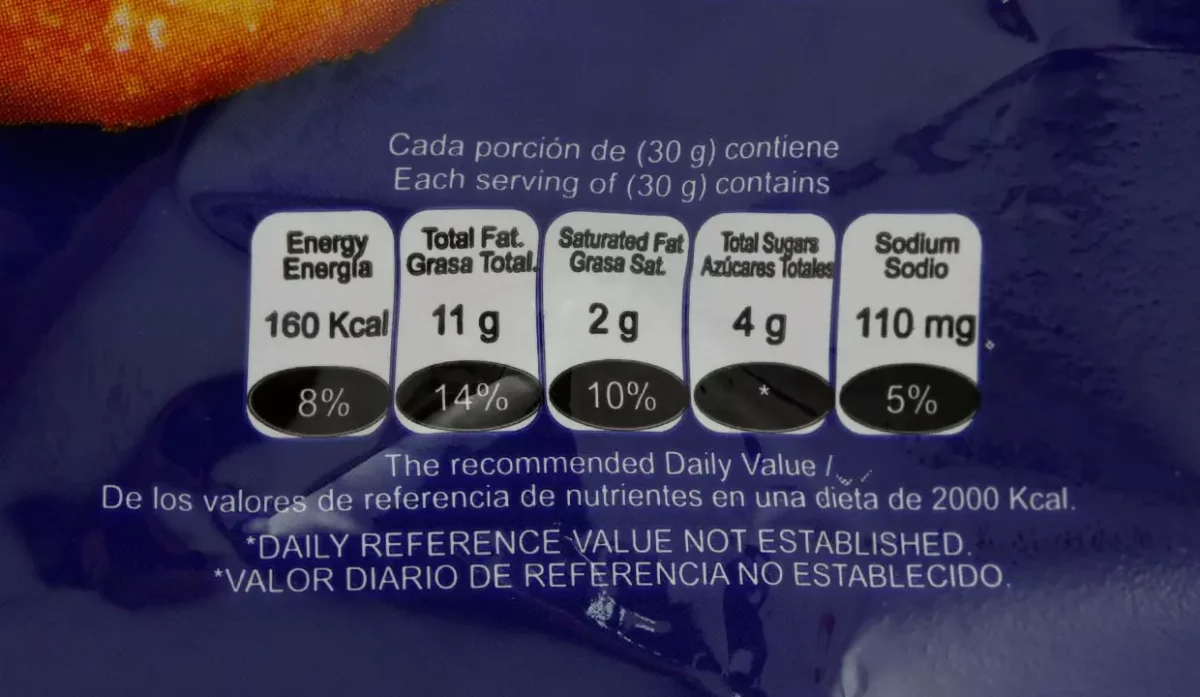 Cada porción de (30 g) contiene
Each serving of (30 g) contains
Energy
Energía
160 Kcal
8%
Total Fat.
Grasa Total.
11 g
14%
Saturated Fat
Grasa Sat.
2 g
10%
Total Sugars
Azúcares Totales
4 g
*
Sodium
Sodio
110 mg
5%
The recommended Daily Value /
De los valores de referencia de nutrientes en una dieta de 2000 Kcal.
*DAILY REFERENCE VALUE NOT ESTABLISHED.
*VALOR DIARIO DE REFERENCIA NO ESTABLECIDO.